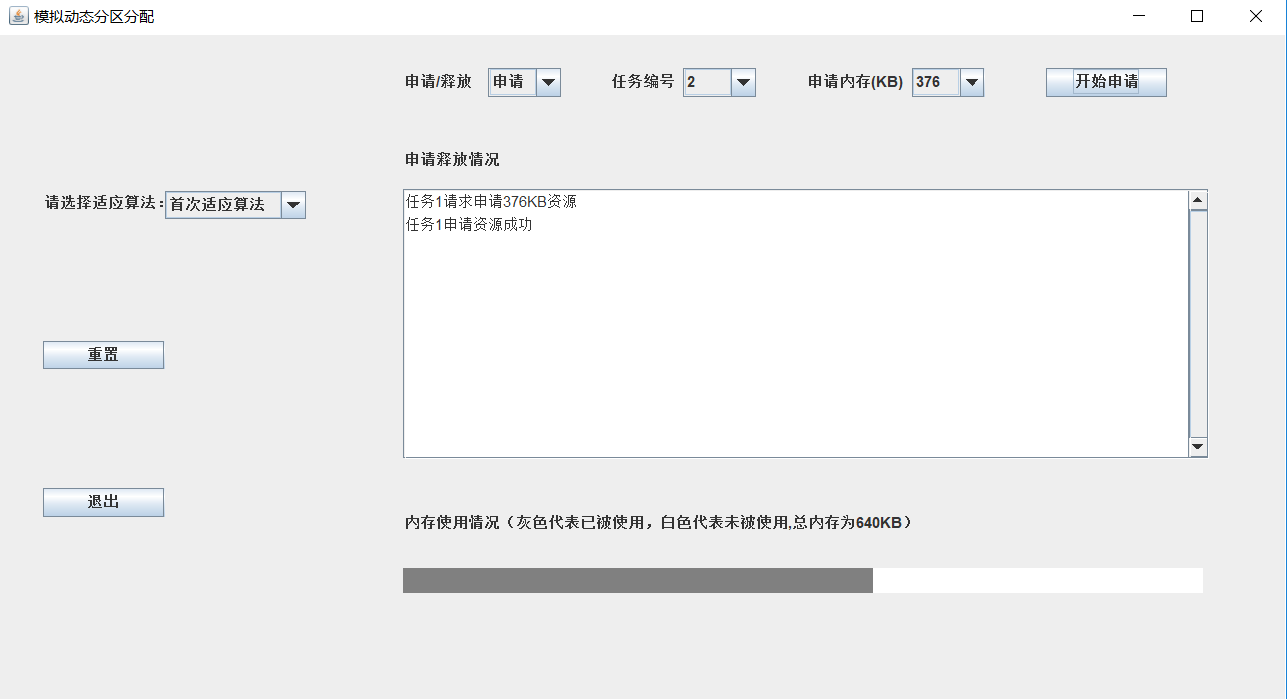 模拟动态分区分配
申请/释放 申请 任务编号 2 申请内存(KB) 376 开始申请
申请释放情况
请选择适应算法: 首次适应算法
任务1请求申请376KB资源
任务1申请资源成功
重置
退出
内存使用情况（灰色代表已被使用，白色代表未被使用,总内存为640KB）